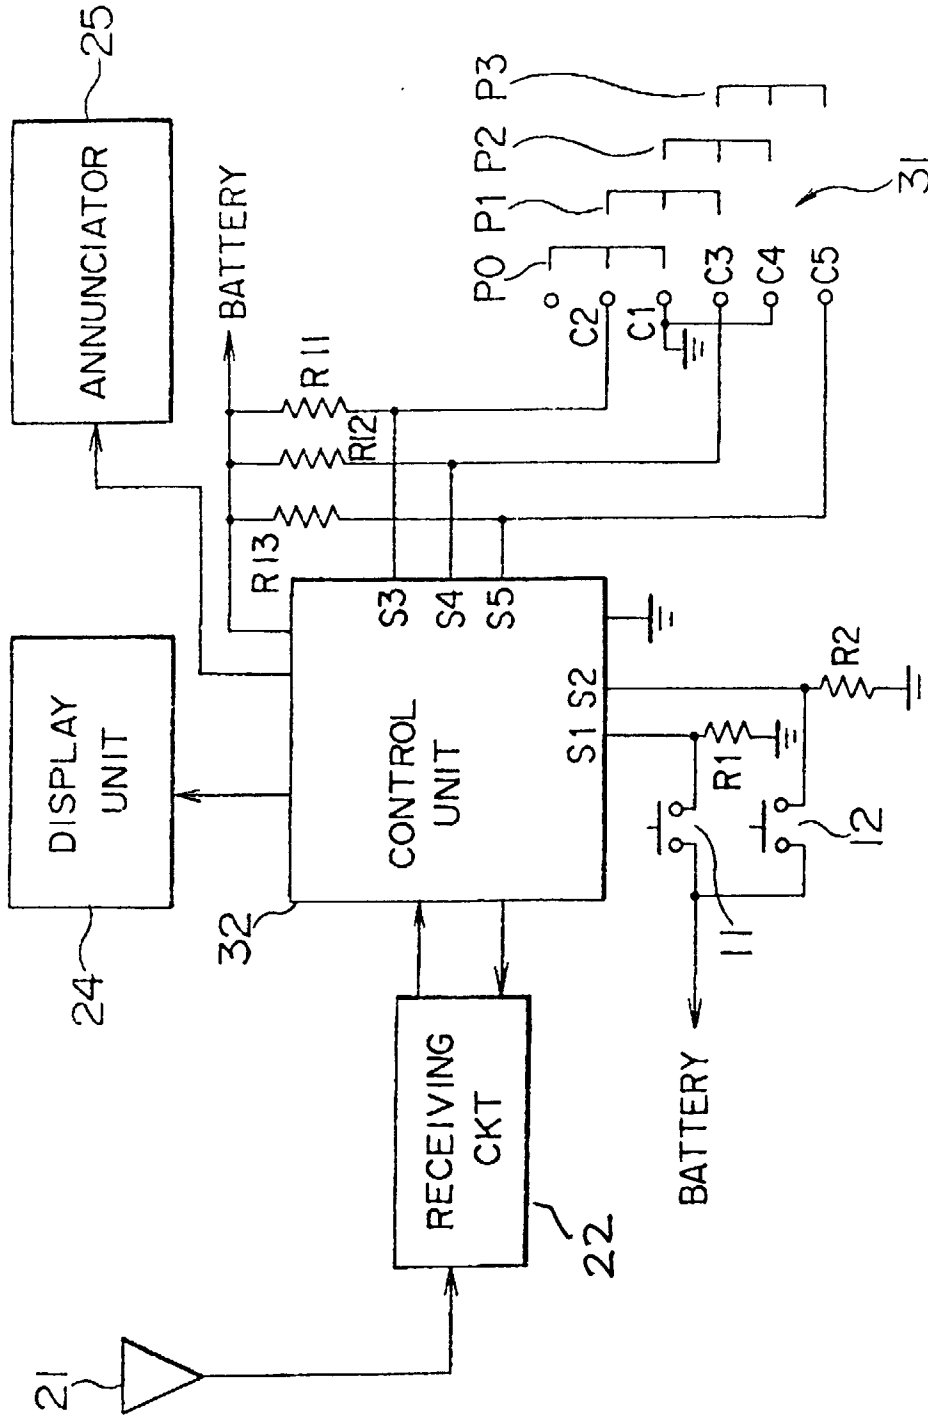 21
RECEIVING
CKT
22
24
DISPLAY
UNIT
32
CONTROL
UNIT
S1
S2
S3
S4
S5
ANNUNCIATOR
25
BATTERY
R13
R12
R11
BATTERY
11
12
R1
R2
C2
C1
C3
C4
C5
P0
P1
P2
P3
31